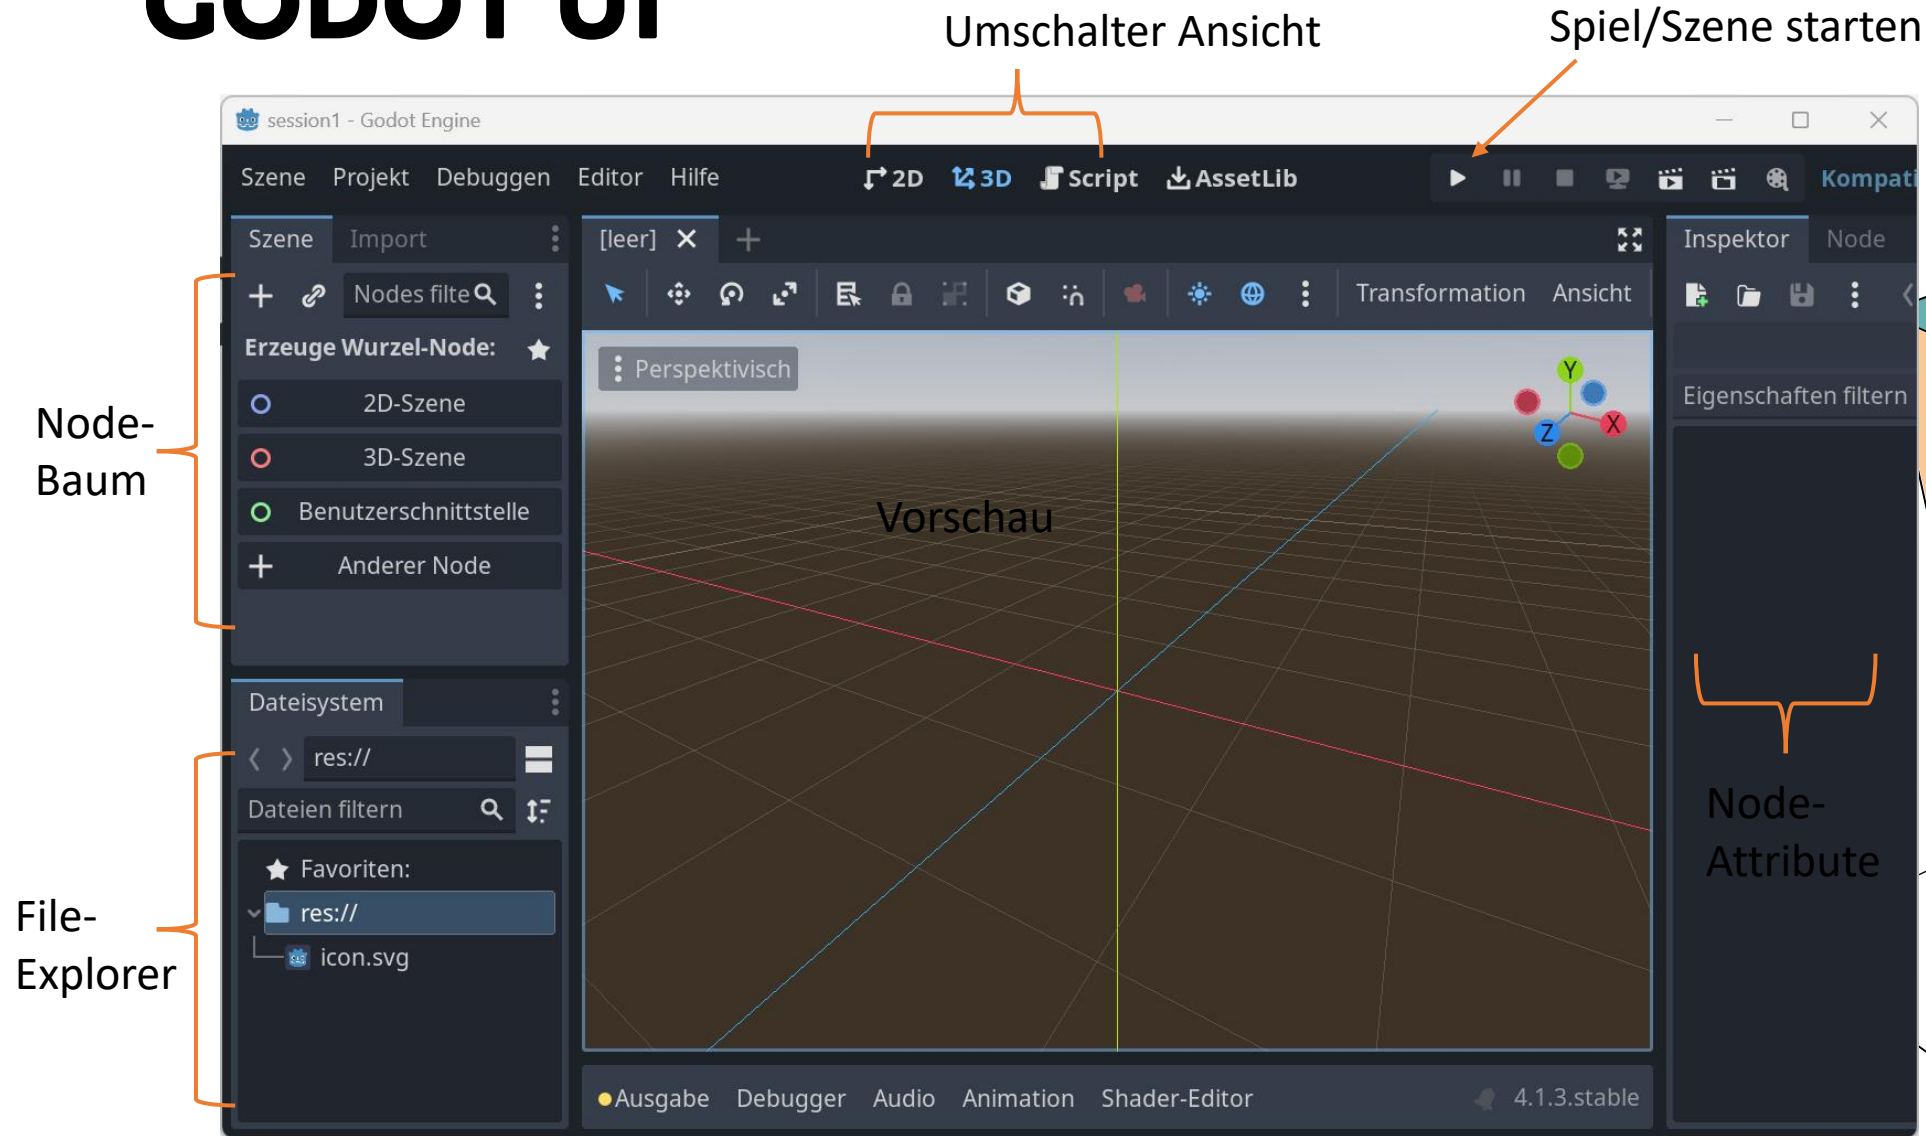 GODOT UI
Umschalter Ansicht
Spiel/Szene starten
session1 - Godot Engine
Szene Projekt Debuggen Editor Hilfe
2D 3D Script AssetLib
Kompati
Szene Import
[leer]
Inspektor Node
Nodes filte
Transformation Ansicht
Erzeuge Wurzel-Node:
Perspektivisch
Y
X
Z
Eigenschaften filtern
2D-Szene
3D-Szene
Benutzerschnittstelle
Anderer Node
Node-
Baum
Vorschau
Dateisystem
res://
Dateien filtern
Favoriten:
res://
icon.svg
File-
Explorer
Node-
Attribute
Ausgabe Debugger Audio Animation Shader-Editor
4.1.3.stable